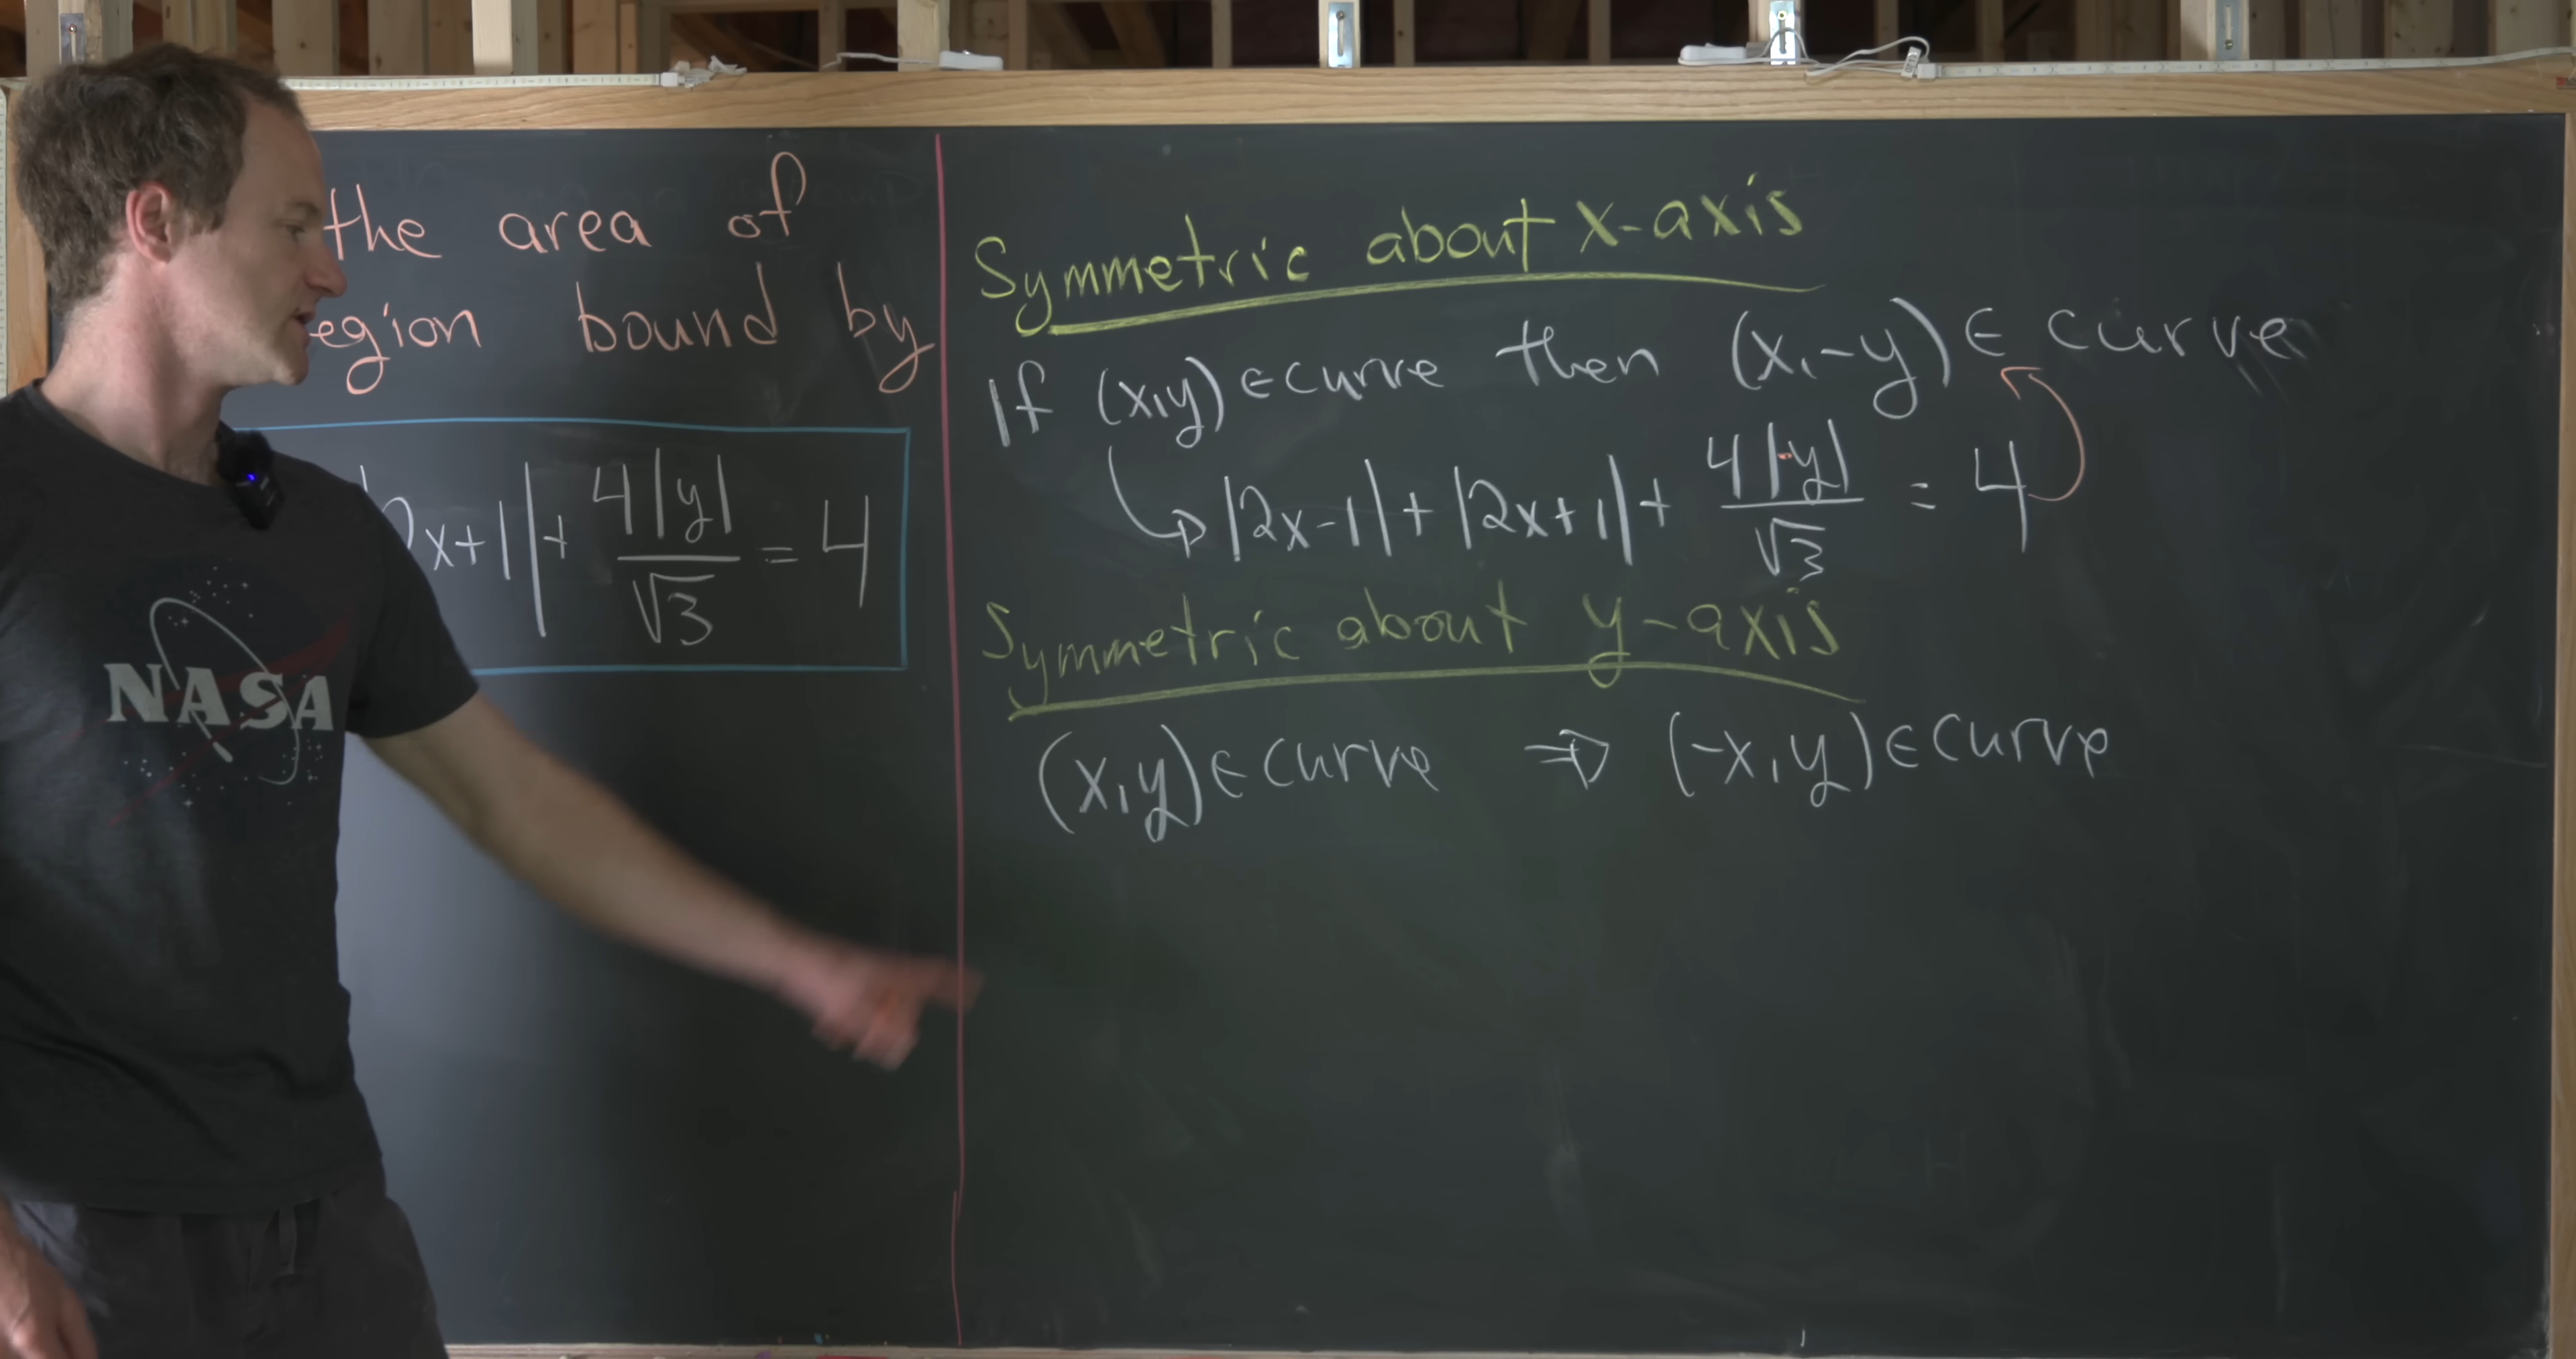 the area of
egion bound by
2x+1|+ 4|y|/√3 = 4
NASA
Symmetric about x-axis
If (x,y) ∈ curve then (x,-y) ∈ curve
↳ |2x-1| + |2x+1| + 4|-y|/√3 = 4
Symmetric about y-axis
(x,y) ∈ curve ⇒ (-x,y) ∈ curve